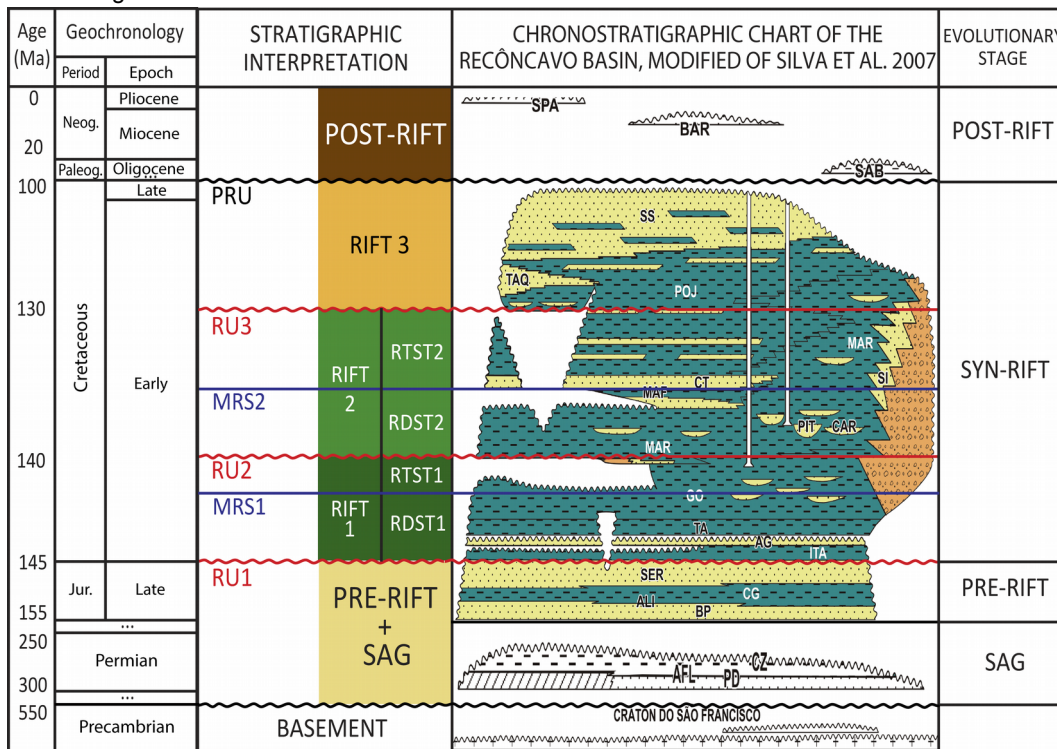 Age
(Ma)
Geochronology
Period
Epoch
STRATIGRAPHIC
INTERPRETATION
CHRONOSTRATIGRAPHIC CHART OF THE
RECÔNCAVO BASIN, MODIFIED OF SILVA ET AL. 2007
EVOLUTIONARY
STAGE
0
20
100
130
140
145
155
250
300
550
Neog.
Paleog.
Cretaceous
Jur.
...
Permian
...
Precambrian
Pliocene
Miocene
Oligocene
...
Late
Early
Late
POST-RIFT
PRU
RIFT 3
RU3
RIFT
2
RTST2
MRS2
RDST2
RU2
RTST1
MRS1
RIFT
1
RDST1
RU1
PRE-RIFT
+
SAG
BASEMENT
SPA
BAR
SAB
SS
TAQ
POJ
MAR
SI
CT
MAF
PIT
CAR
MAR
GO
TA
AG
ITA
SER
CG
ALI
BP
CZ
AFL
PD
CRATON DO SÃO FRANCISCO
POST-RIFT
SYN-RIFT
PRE-RIFT
SAG